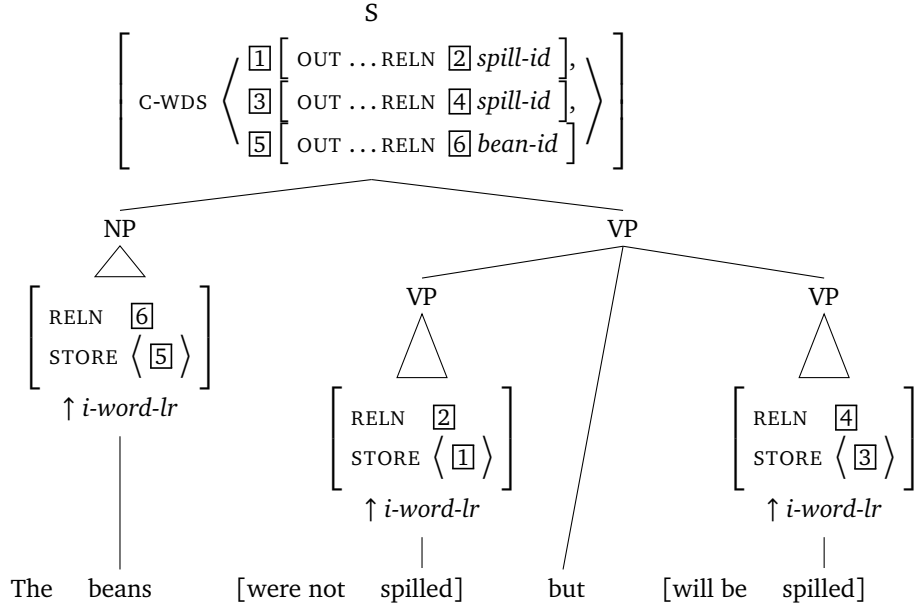 S
C-WDS ⟨ 1 [ OUT …RELN 2 spill-id ],
3 [ OUT …RELN 4 spill-id ],
5 [ OUT …RELN 6 bean-id ] ⟩
NP VP
VP VP
RELN 6
STORE ⟨ 5 ⟩
↑ i-word-lr
RELN 2 RELN 4
STORE ⟨ 1 ⟩ STORE ⟨ 3 ⟩
↑ i-word-lr ↑ i-word-lr
The beans [were not spilled] but [will be spilled]